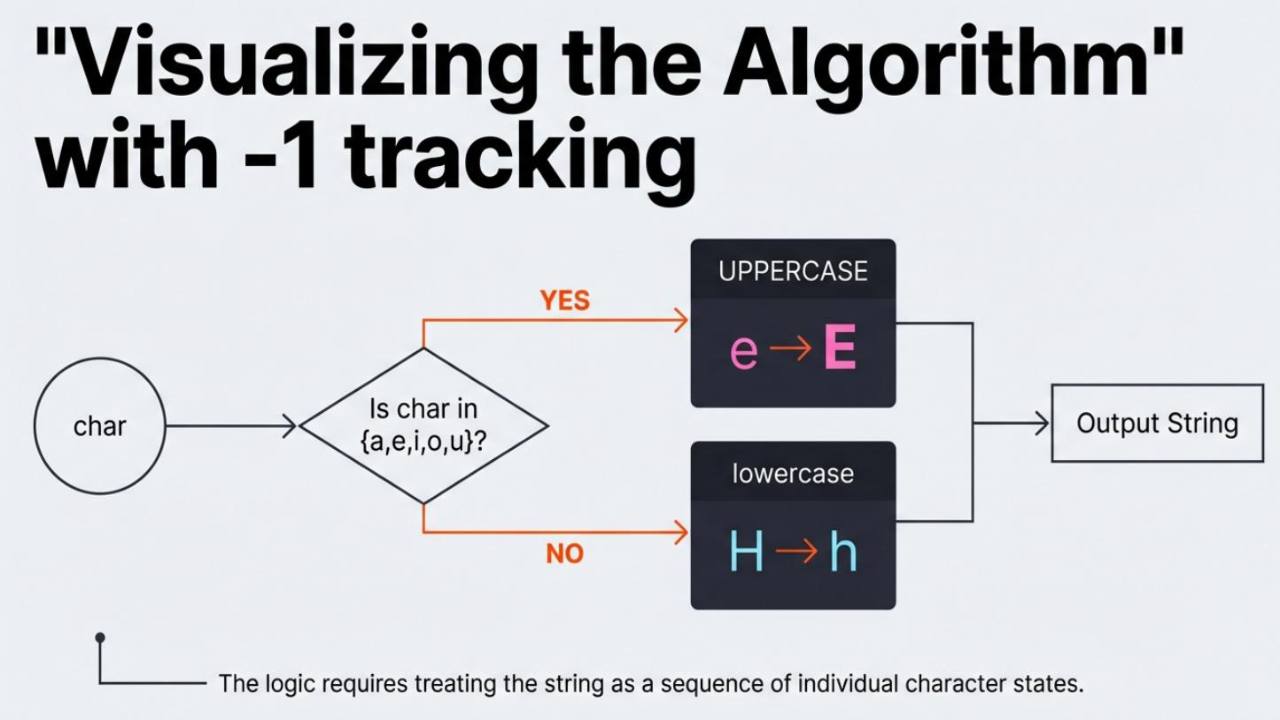 "Visualizing the Algorithm"
with -1 tracking
char
Is char in
{a,e,i,o,u}?
YES
NO
UPPERCASE
e → E
lowercase
H → h
Output String
The logic requires treating the string as a sequence of individual character states.